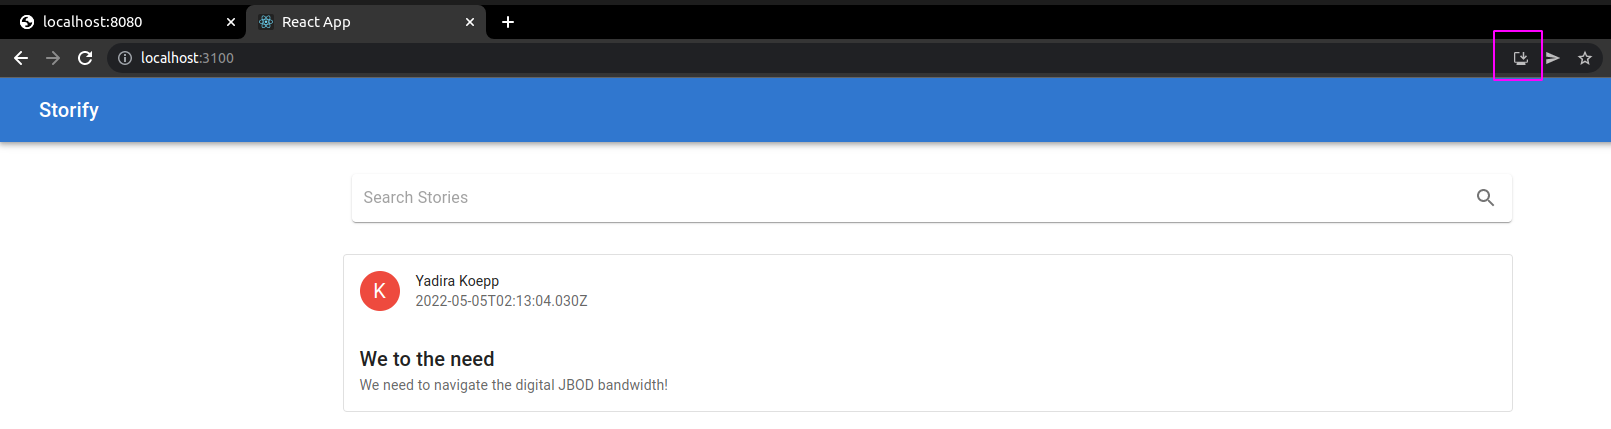 localhost:8080
React App
localhost:3100
Storify
Search Stories
K
Yadira Koepp
2022-05-05T02:13:04.030Z
We to the need
We need to navigate the digital JBOD bandwidth!